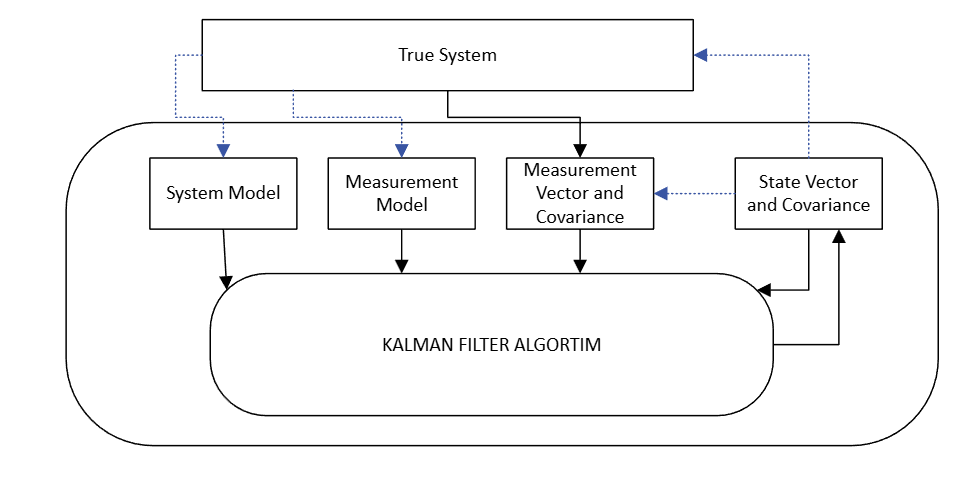 True System
System Model
Measurement
Model
Measurement
Vector and
Covariance
State Vector
and Covariance
KALMAN FILTER ALGORTIM